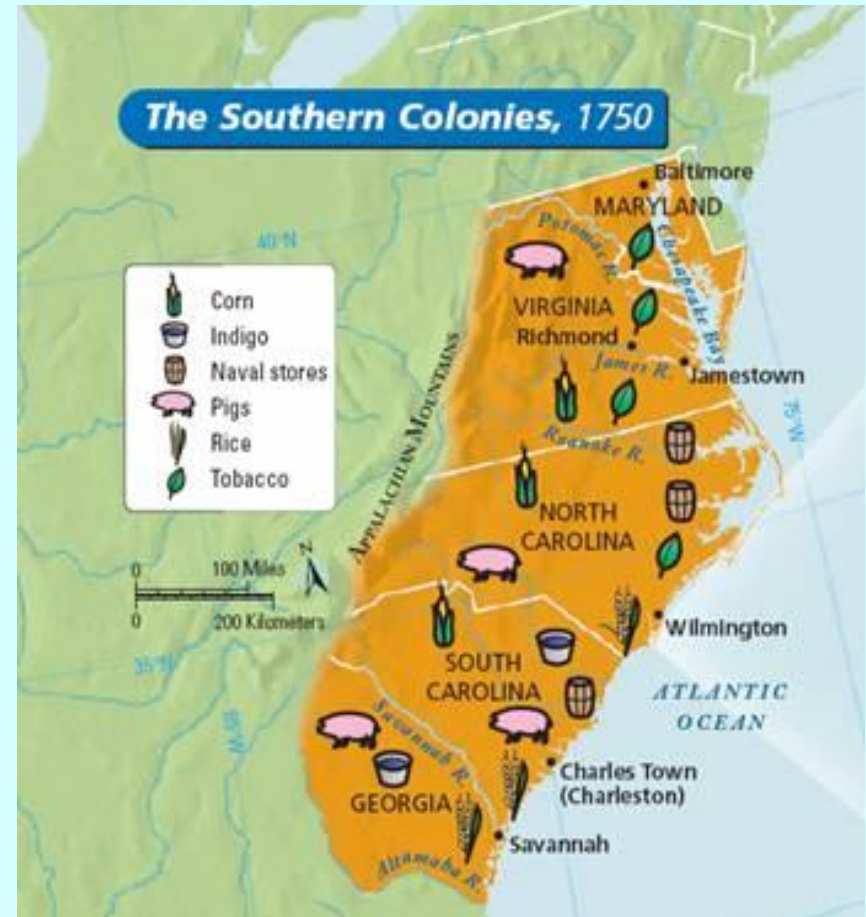 The Southern Colonies, 1750
Baltimore
MARYLAND
Potomac R.
Chesapeake Bay
40°N
VIRGINIA
Richmond
James R.
Jamestown
75°W
Corn
Indigo
Naval stores
Pigs
Rice
Tobacco
APPALACHIAN MOUNTAINS
Roanoke R.
NORTH
CAROLINA
0 100 Miles
N
0 200 Kilometers
Wilmington
35°N
SOUTH
CAROLINA
ATLANTIC
OCEAN
Savannah R.
Charles Town
(Charleston)
GEORGIA
Savannah
Altamaha R.